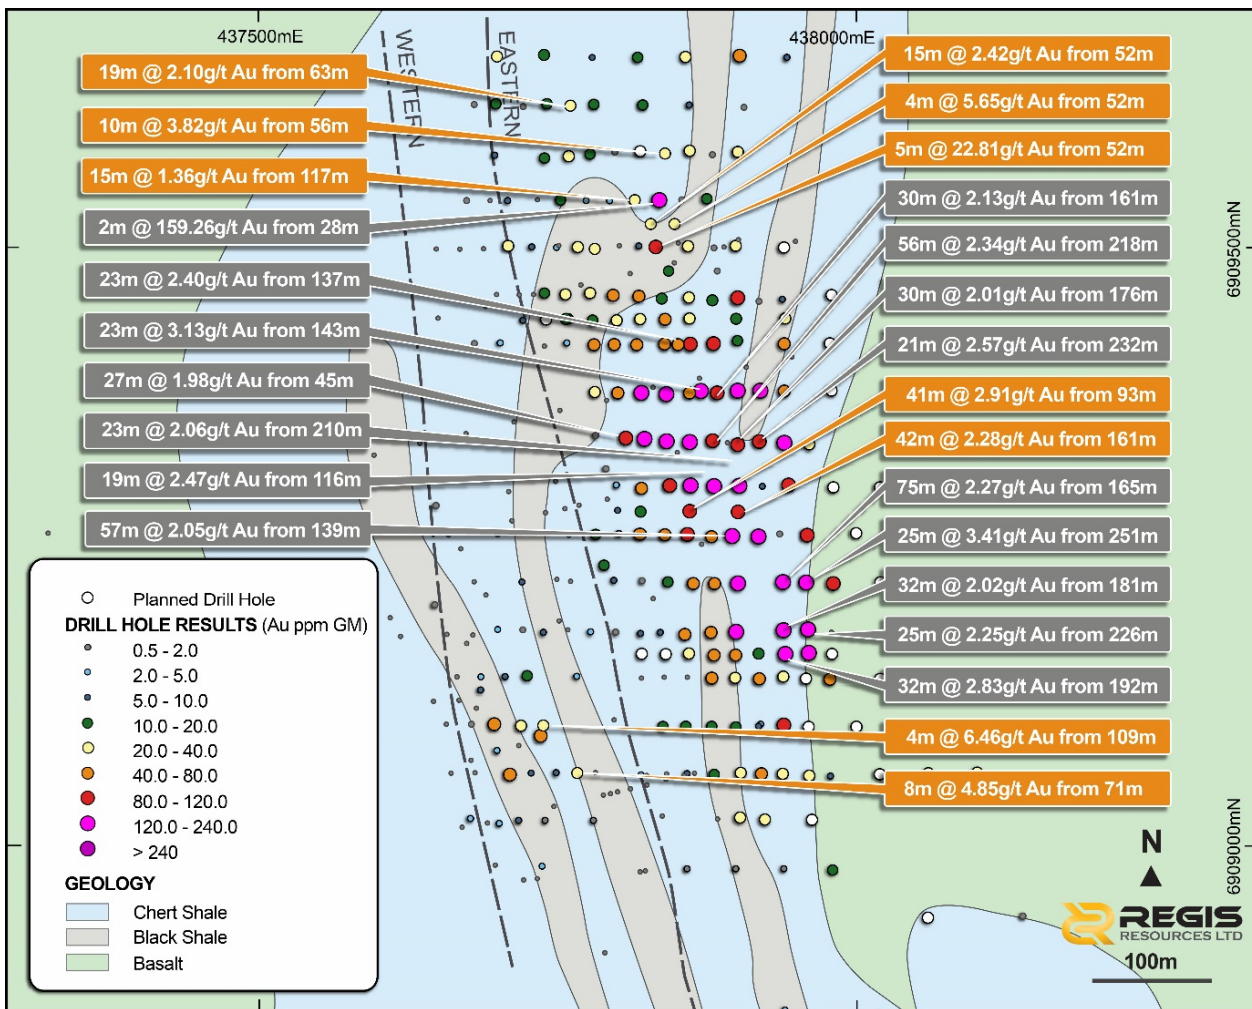 437500mE
438000mE
WESTERN
EASTERN
19m @ 2.10g/t Au from 63m
10m @ 3.82g/t Au from 56m
15m @ 1.36g/t Au from 117m
2m @ 159.26g/t Au from 28m
23m @ 2.40g/t Au from 137m
23m @ 3.13g/t Au from 143m
27m @ 1.98g/t Au from 45m
23m @ 2.06g/t Au from 210m
19m @ 2.47g/t Au from 116m
57m @ 2.05g/t Au from 139m
15m @ 2.42g/t Au from 52m
4m @ 5.65g/t Au from 52m
5m @ 22.81g/t Au from 52m
30m @ 2.13g/t Au from 161m
56m @ 2.34g/t Au from 218m
30m @ 2.01g/t Au from 176m
21m @ 2.57g/t Au from 232m
41m @ 2.91g/t Au from 93m
42m @ 2.28g/t Au from 161m
75m @ 2.27g/t Au from 165m
25m @ 3.41g/t Au from 251m
32m @ 2.02g/t Au from 181m
25m @ 2.25g/t Au from 226m
32m @ 2.83g/t Au from 192m
4m @ 6.46g/t Au from 109m
8m @ 4.85g/t Au from 71m
6909500mN
6909000mN
Planned Drill Hole
DRILL HOLE RESULTS (Au ppm GM)
0.5 - 2.0
2.0 - 5.0
5.0 - 10.0
10.0 - 20.0
20.0 - 40.0
40.0 - 80.0
80.0 - 120.0
120.0 - 240.0
> 240
GEOLOGY
Chert Shale
Black Shale
Basalt
N
REGIS
RESOURCES LTD
100m